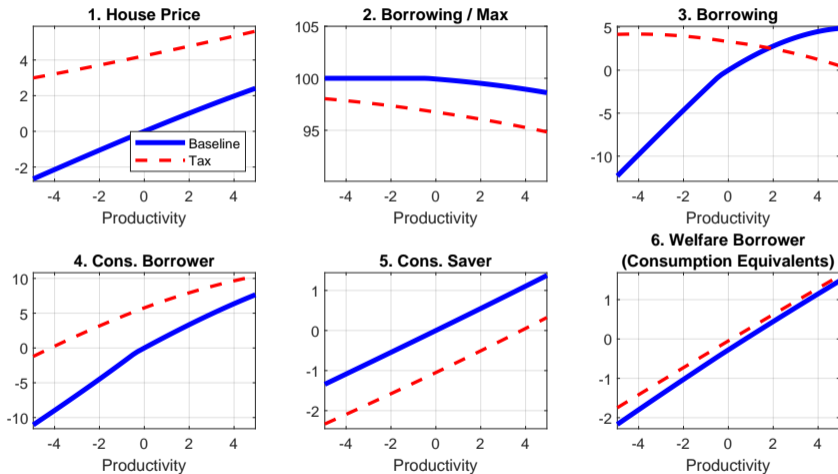 1. House Price
4
2
0
-2
-4 -2 0 2 4
Productivity
Baseline
Tax
2. Borrowing / Max
105
100
95
-4 -2 0 2 4
Productivity
3. Borrowing
5
0
-5
-10
-4 -2 0 2 4
Productivity
4. Cons. Borrower
10
5
0
-5
-10
-4 -2 0 2 4
Productivity
5. Cons. Saver
1
0
-1
-2
-4 -2 0 2 4
Productivity
6. Welfare Borrower
(Consumption Equivalents)
1
0
-1
-2
-4 -2 0 2 4
Productivity